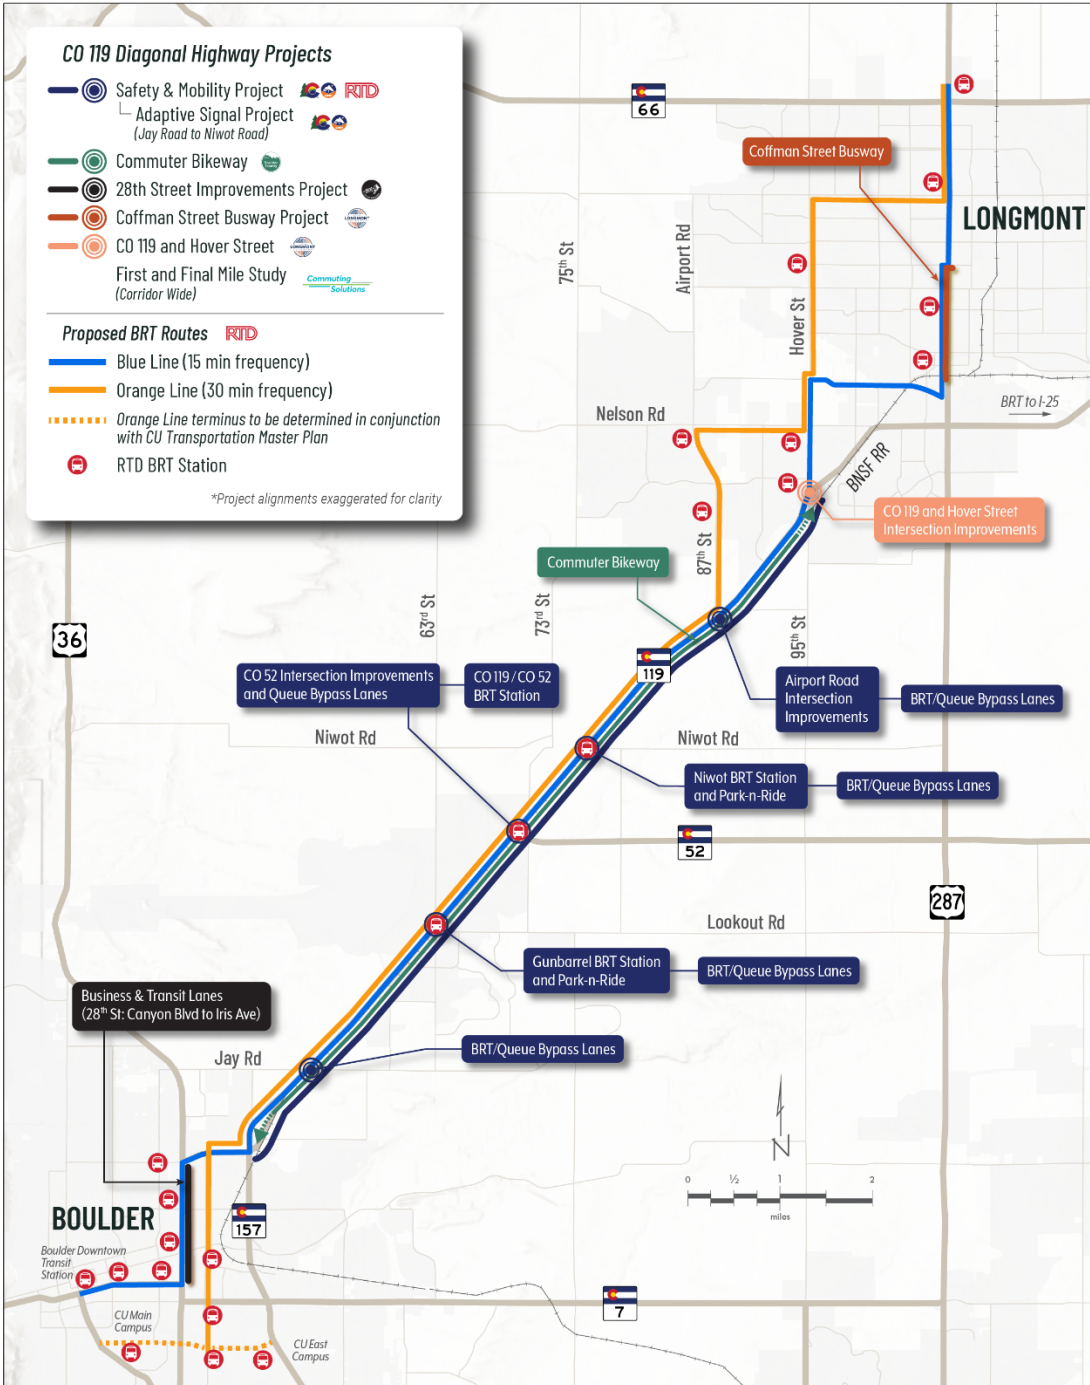 CO 119 Diagonal Highway Projects
Safety & Mobility Project
RTD
Adaptive Signal Project
(Jay Road to Niwot Road)
Commuter Bikeway
28th Street Improvements Project
Coffman Street Busway Project
LONGMONT
CO 119 and Hover Street
LONGMONT
First and Final Mile Study
(Corridor Wide)
Commuting
Solutions
Proposed BRT Routes
RTD
Blue Line (15 min frequency)
Orange Line (30 min frequency)
Orange Line terminus to be determined in conjunction
with CU Transportation Master Plan
RTD BRT Station
*Project alignments exaggerated for clarity
66
Coffman Street Busway
LONGMONT
75th St
Airport Rd
Hover St
Nelson Rd
BRT to I-25
BNSF RR
CO 119 and Hover Street
Intersection Improvements
87th St
Commuter Bikeway
63rd St
73rd St
95th St
36
119
CO 52 Intersection Improvements
and Queue Bypass Lanes
CO 119 / CO 52
BRT Station
Airport Road
Intersection
Improvements
BRT/Queue Bypass Lanes
Niwot Rd
Niwot Rd
Niwot BRT Station
and Park-n-Ride
BRT/Queue Bypass Lanes
52
287
Lookout Rd
Gunbarrel BRT Station
and Park-n-Ride
BRT/Queue Bypass Lanes
Business & Transit Lanes
(28th St: Canyon Blvd to Iris Ave)
Jay Rd
BRT/Queue Bypass Lanes
N
0 ½ 1 2
miles
BOULDER
157
Boulder Downtown
Transit
Station
7
CU Main
Campus
CU East
Campus